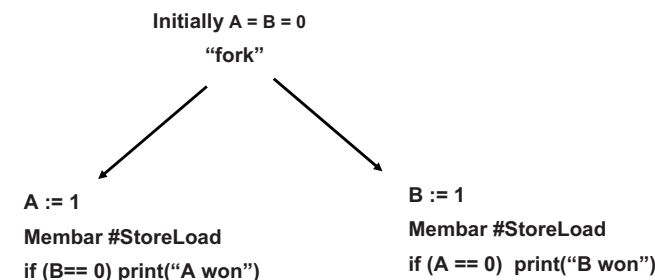 Initially A = B = 0
“fork”
A := 1
Membar #StoreLoad
if (B== 0) print(“A won”)
B := 1
Membar #StoreLoad
if (A == 0) print(“B won”)